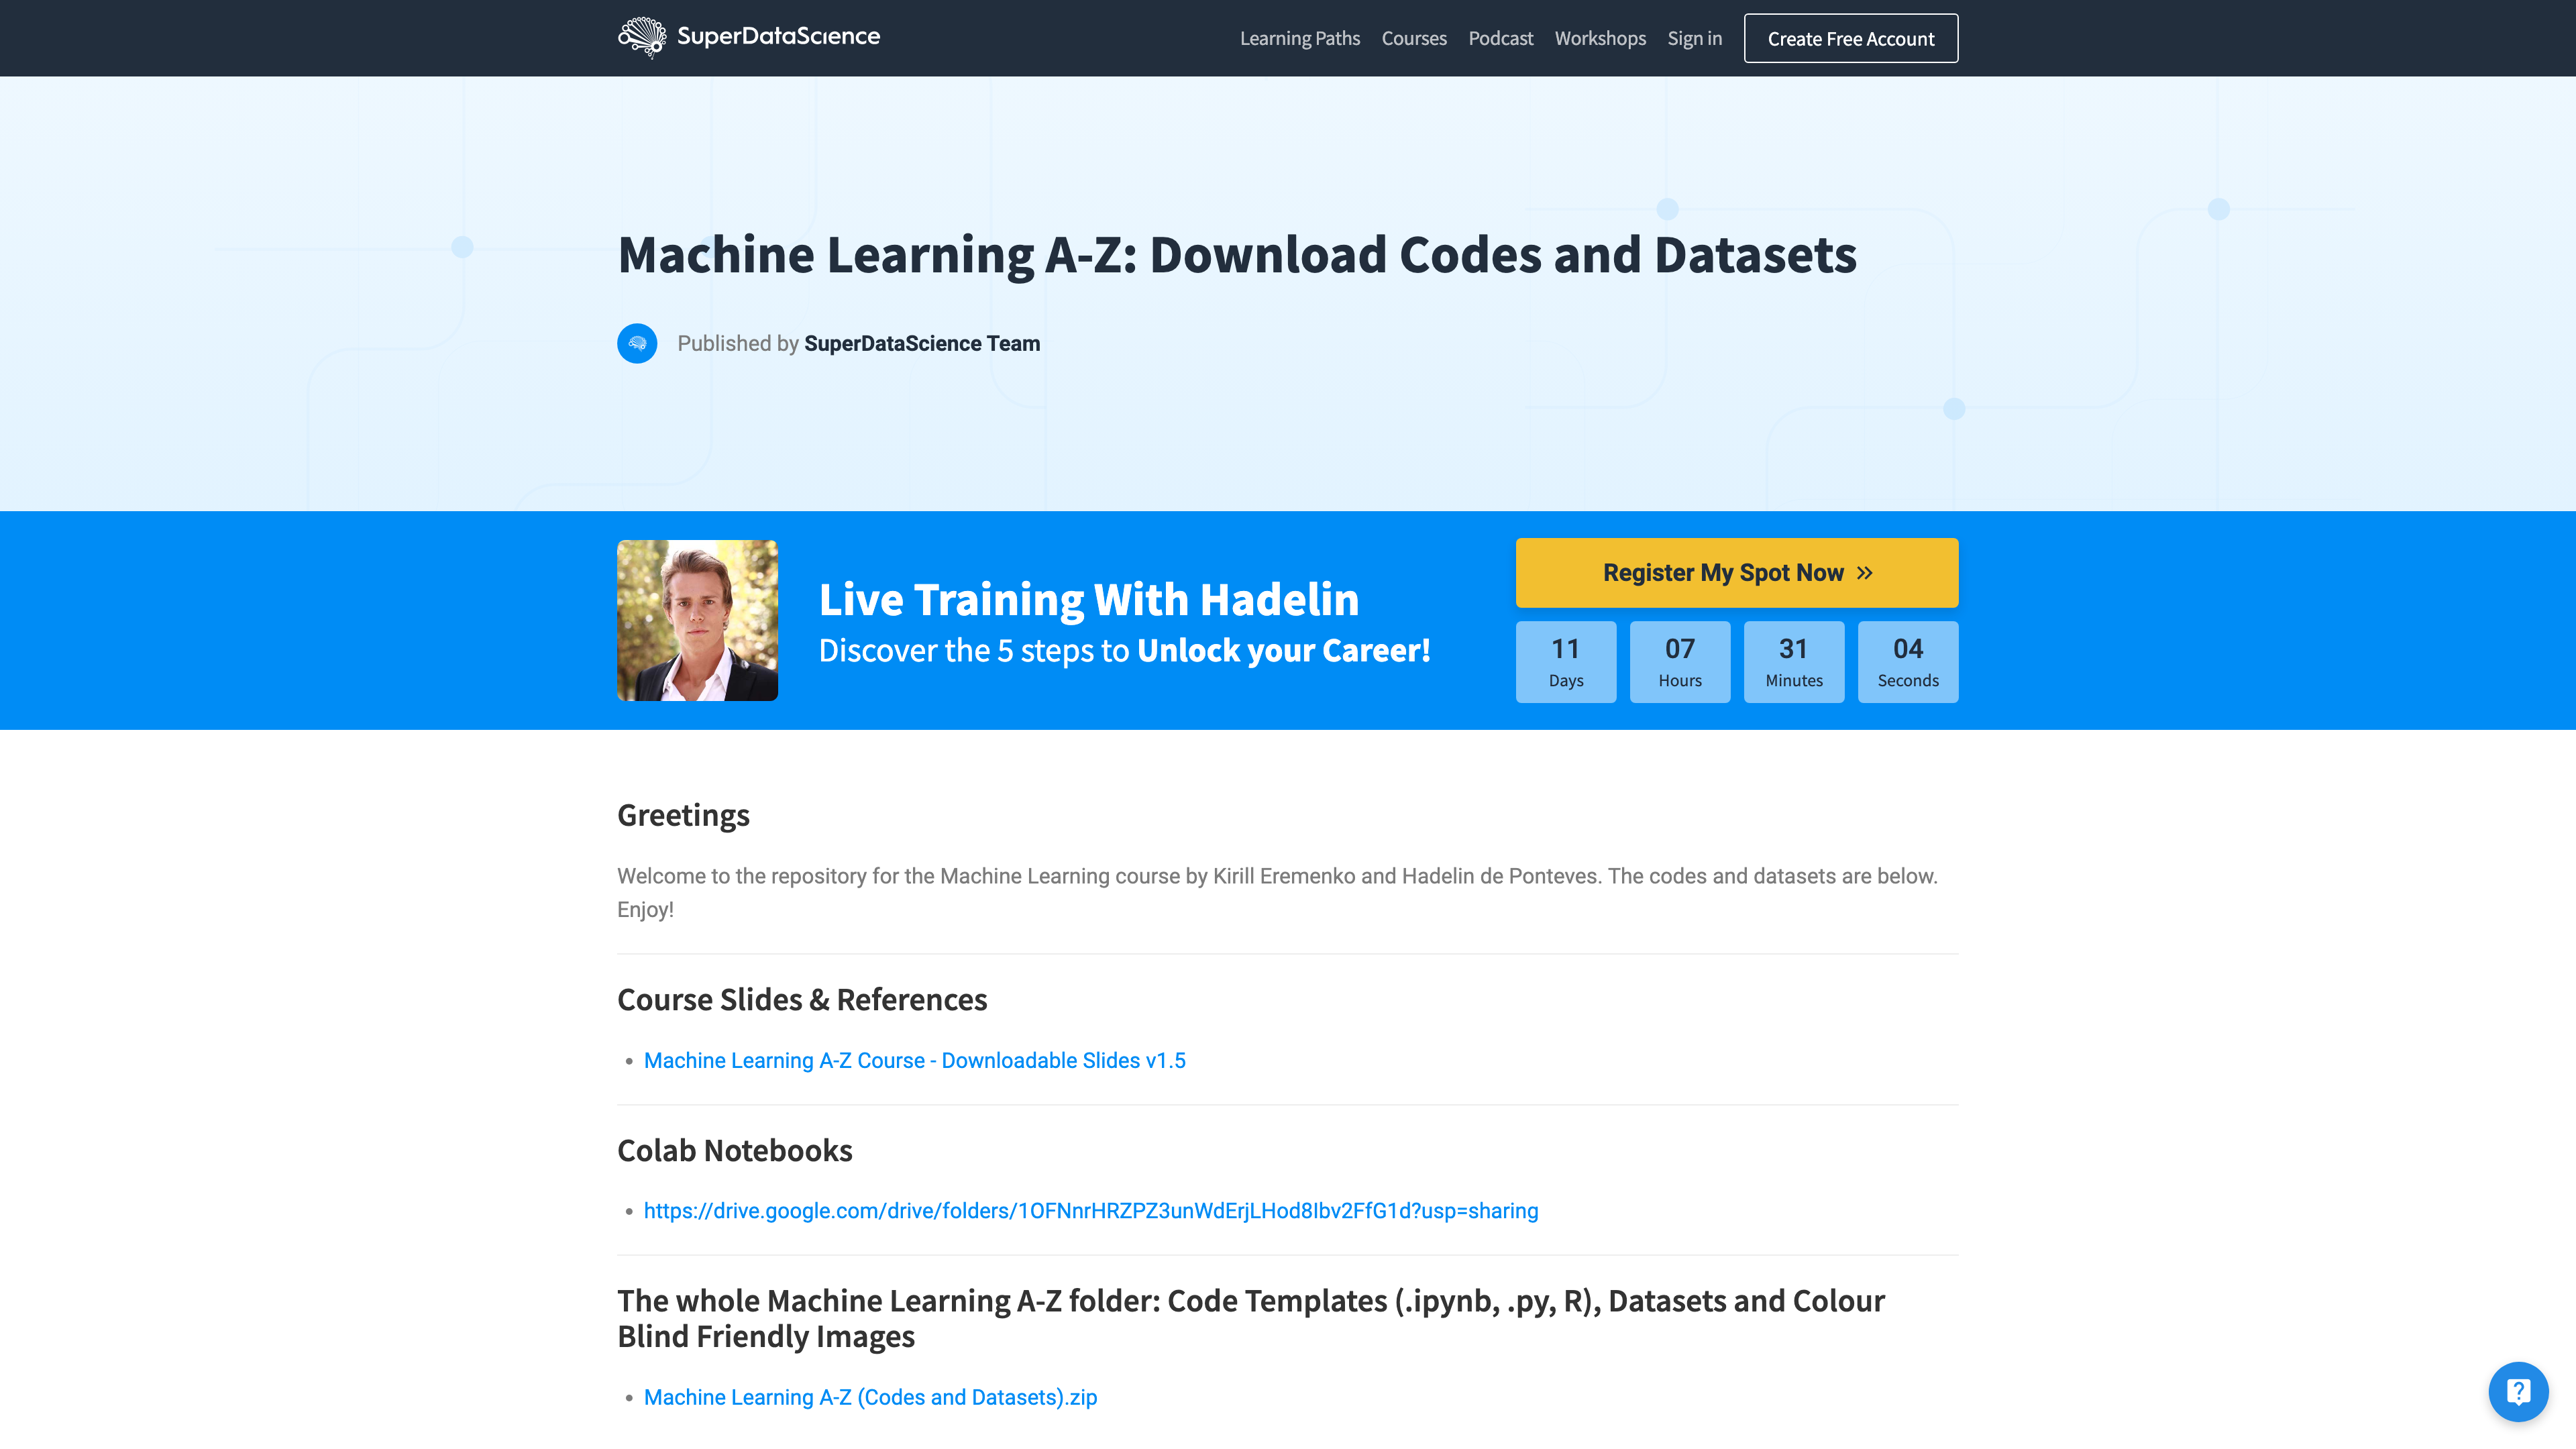 SuperDataScience
Learning Paths Courses Podcast Workshops Sign in Create Free Account
Machine Learning A-Z: Download Codes and Datasets
Published by SuperDataScience Team
Live Training With Hadelin
Discover the 5 steps to Unlock your Career!
Register My Spot Now »
11 07 31 04
Days Hours Minutes Seconds
Greetings
Welcome to the repository for the Machine Learning course by Kirill Eremenko and Hadelin de Ponteves. The codes and datasets are below.
Enjoy!
Course Slides & References
• Machine Learning A-Z Course - Downloadable Slides v1.5
Colab Notebooks
• https://drive.google.com/drive/folders/1OFNnrHRZPZ3unWdErjLHod8Ibv2FfG1d?usp=sharing
The whole Machine Learning A-Z folder: Code Templates (.ipynb, .py, R), Datasets and Colour
Blind Friendly Images
• Machine Learning A-Z (Codes and Datasets).zip
?